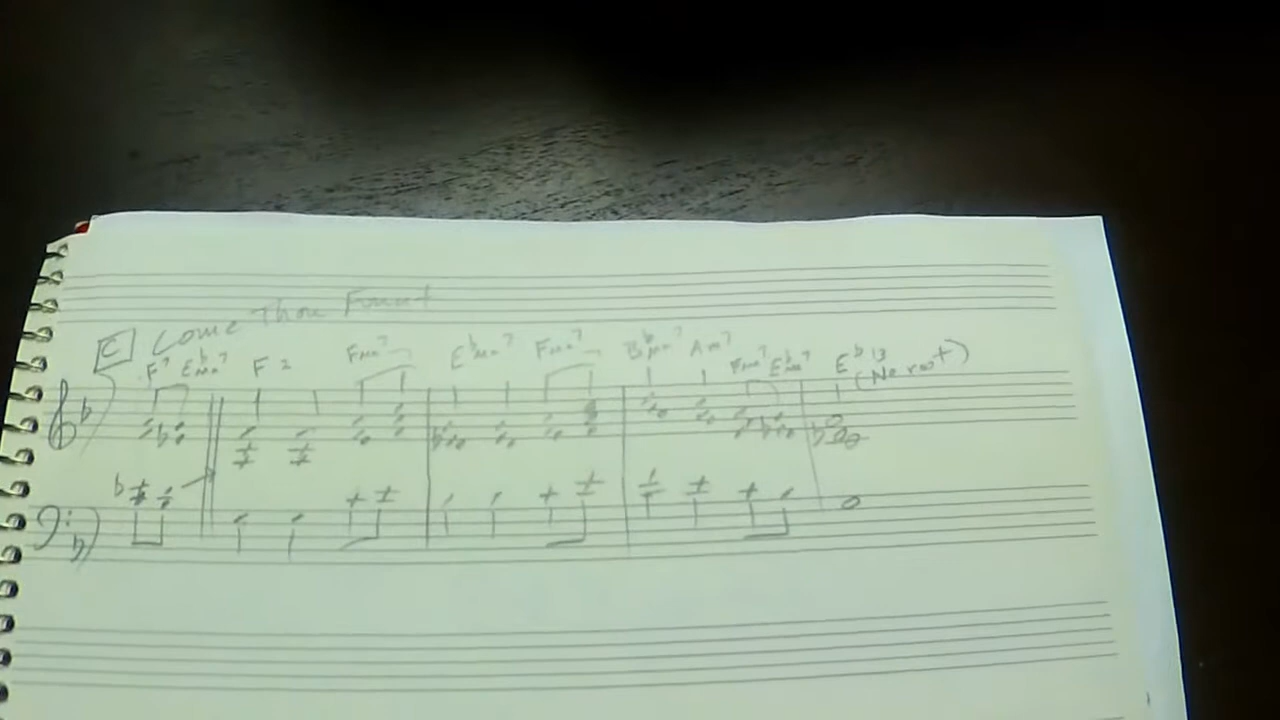 C Come Thou Fount
F7 E♭ma7 F2 Fma7 E♭ma7 Fma7 B♭ma7 Am7 Fma7 E♭ma7 E♭13
(No root)